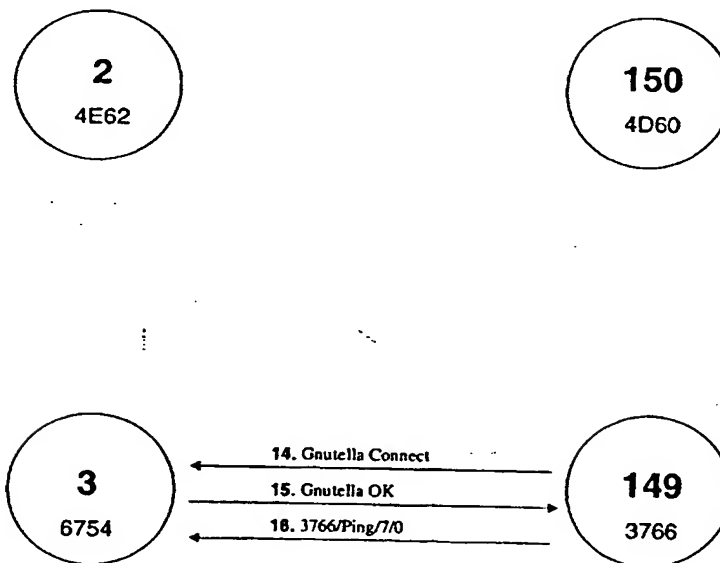 2
4E62
150
4D60
14. Gnutella Connect
3
15. Gnutella OK
149
6754
16. 3766/Ping/7/0
3766